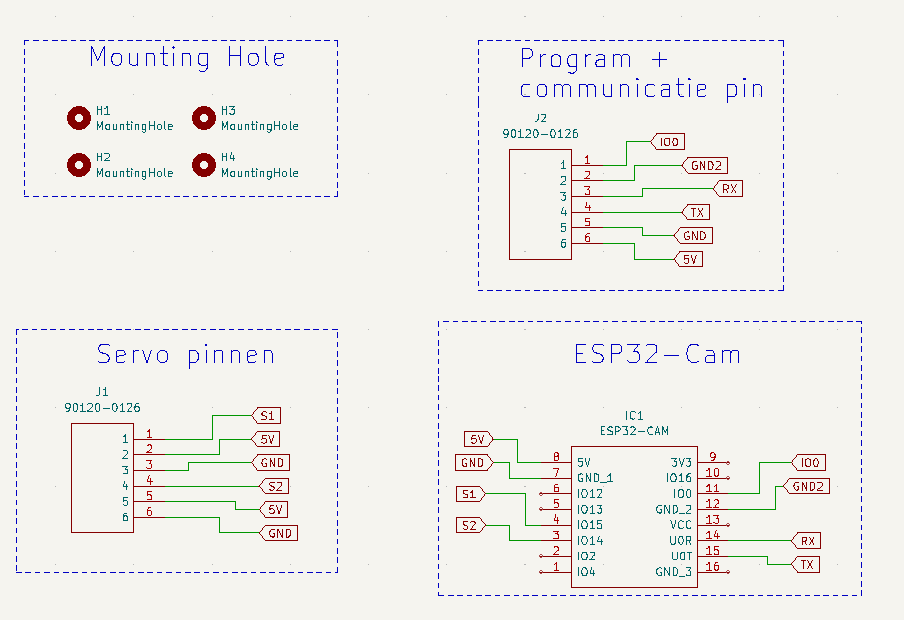 Mounting Hole
H1
MountingHole
H3
MountingHole
H2
MountingHole
H4
MountingHole
Program +
communicatie pin
J2
90120-0126
1 1 IO0
2 2 GND2
3 3 RX
4 4 TX
5 5 GND
6 6 5V
Servo pinnen
J1
90120-0126
1 1 S1
2 2 5V
3 3 GND
4 4 S2
5 5 5V
6 6 GND
ESP32-Cam
IC1
ESP32-CAM
5V 8 5V 3V3 9
GND 7 GND_1 IO16 10
6 IO12 IO0 11 IO0
S1 5 IO13 GND_2 12 GND2
4 IO15 VCC 13
S2 3 IO14 U0R 14 RX
2 IO2 U0T 15 TX
1 IO4 GND_3 16